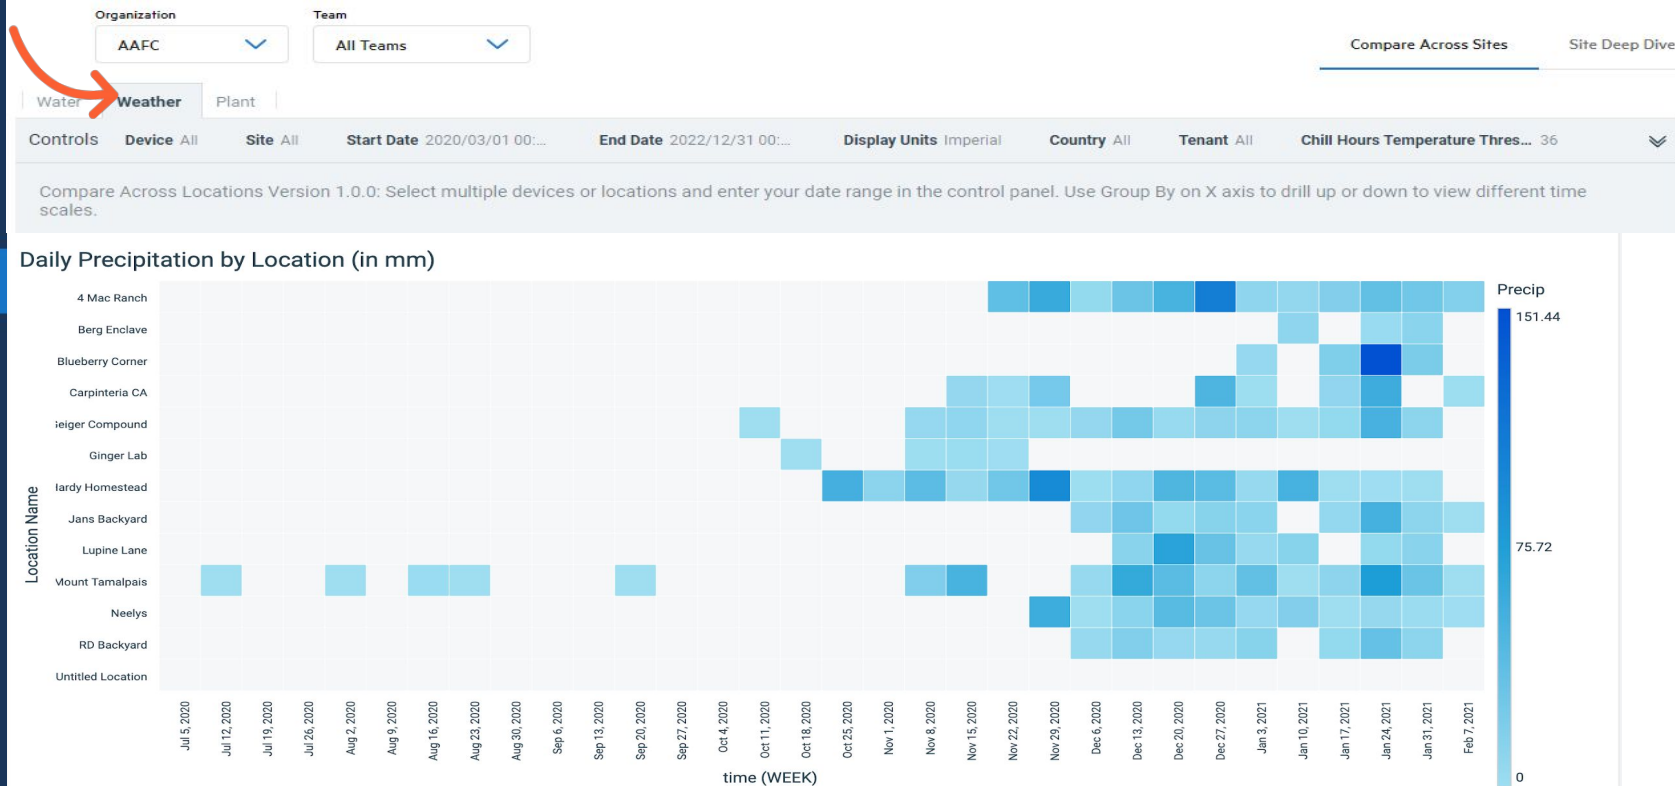 Organization Team
AAFC All Teams
Compare Across Sites Site Deep Dive
Water Weather Plant
Controls Device All Site All Start Date 2020/03/01 00:... End Date 2022/12/31 00:... Display Units Imperial Country All Tenant All Chill Hours Temperature Thres... 36
Compare Across Locations Version 1.0.0: Select multiple devices or locations and enter your date range in the control panel. Use Group By on X axis to drill up or down to view different time
scales.
Daily Precipitation by Location (in mm)
Precip
151.44
75.72
0
Location Name
4 Mac Ranch
Berg Enclave
Blueberry Corner
Carpinteria CA
eiger Compound
Ginger Lab
lardy Homestead
Jans Backyard
Lupine Lane
Mount Tamalpais
Neelys
RD Backyard
Untitled Location
Jul 5, 2020
Jul 12, 2020
Jul 19, 2020
Jul 26, 2020
Aug 2, 2020
Aug 9, 2020
Aug 16, 2020
Aug 23, 2020
Aug 30, 2020
Sep 6, 2020
Sep 13, 2020
Sep 20, 2020
Sep 27, 2020
Oct 4, 2020
Oct 11, 2020
Oct 18, 2020
Oct 25, 2020
Nov 1, 2020
Nov 8, 2020
Nov 15, 2020
Nov 22, 2020
Nov 29, 2020
Dec 6, 2020
Dec 13, 2020
Dec 20, 2020
Dec 27, 2020
Jan 3, 2021
Jan 10, 2021
Jan 17, 2021
Jan 24, 2021
Jan 31, 2021
Feb 7, 2021
time (WEEK)